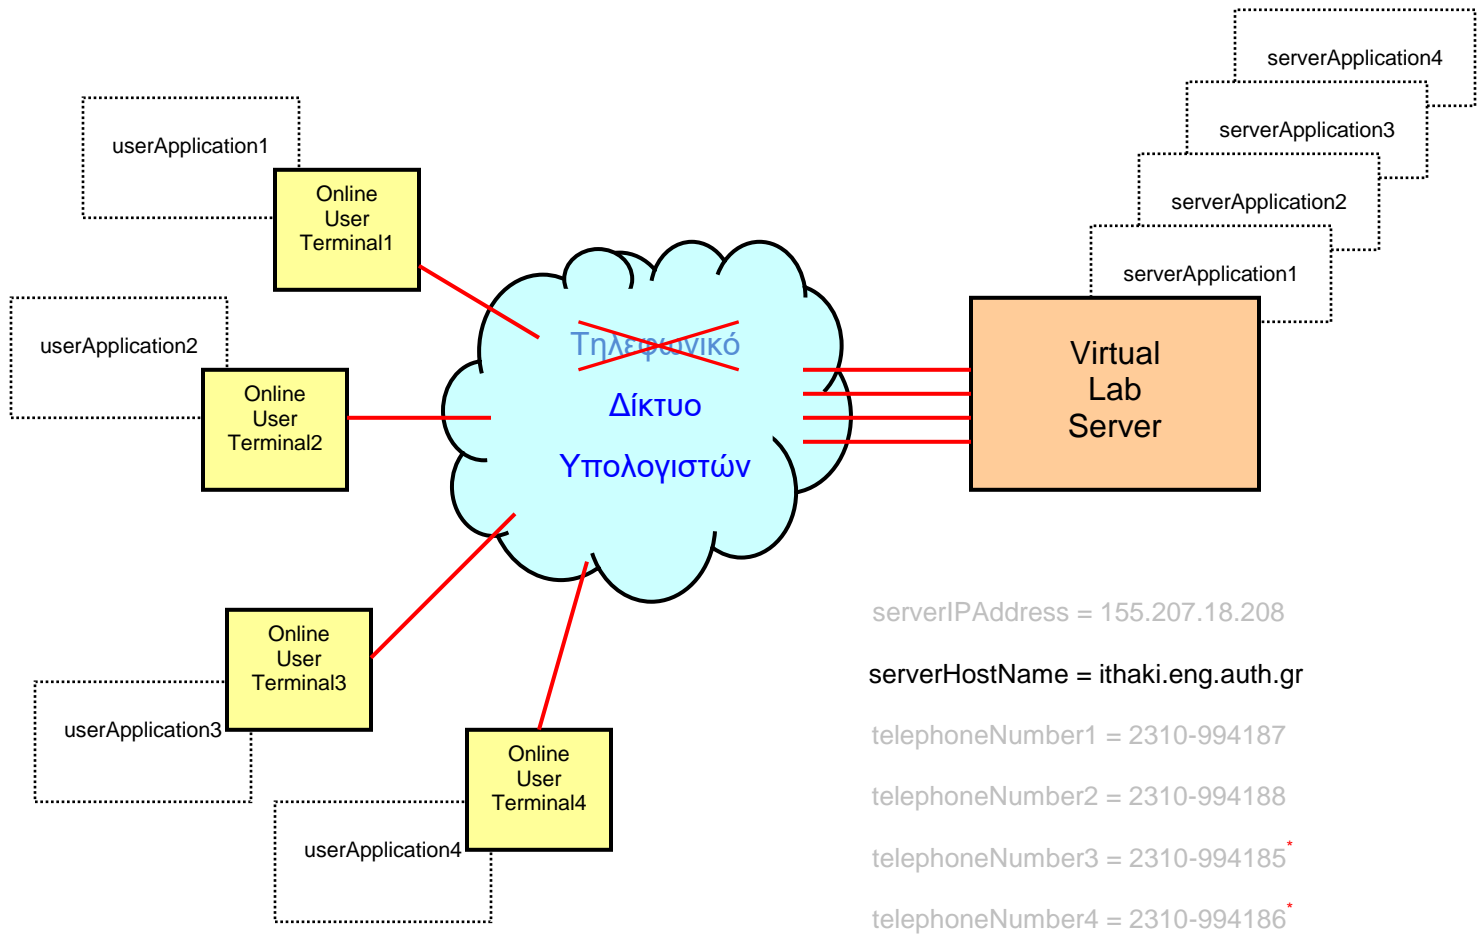 serverApplication4
serverApplication3
serverApplication2
serverApplication1
userApplication1
Online
User
Terminal1
userApplication2
Online
User
Terminal2
Τηλεφωνικό
Δίκτυο
Υπολογιστών
Virtual
Lab
Server
Online
User
Terminal3
userApplication3
Online
User
Terminal4
userApplication4
serverIPAddress = 155.207.18.208
serverHostName = ithaki.eng.auth.gr
telephoneNumber1 = 2310-994187
telephoneNumber2 = 2310-994188
telephoneNumber3 = 2310-994185*
telephoneNumber4 = 2310-994186*